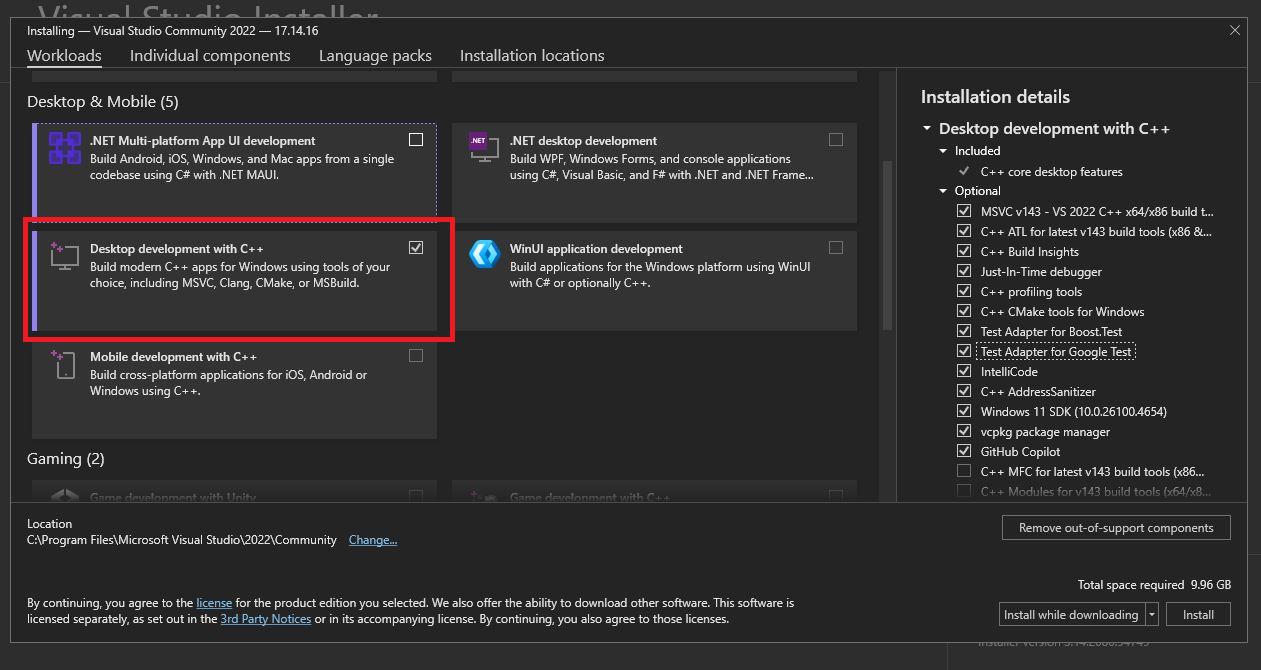 Visual Studio Installer
Installing — Visual Studio Community 2022 — 17.14.16
Workloads Individual components Language packs Installation locations
Desktop & Mobile (5)
.NET Multi-platform App UI development
Build Android, iOS, Windows, and Mac apps from a single
codebase using C# with .NET MAUI.
.NET
.NET desktop development
Build WPF, Windows Forms, and console applications
using C#, Visual Basic, and F# with .NET and .NET Frame...
Desktop development with C++
Build modern C++ apps for Windows using tools of your
choice, including MSVC, Clang, CMake, or MSBuild.
WinUI application development
Build applications for the Windows platform using WinUI
with C# or optionally C++.
Mobile development with C++
Build cross-platform applications for iOS, Android or
Windows using C++.
Gaming (2)
Game development with Unity
Game development with C++
Installation details
Desktop development with C++
Included
C++ core desktop features
Optional
MSVC v143 - VS 2022 C++ x64/x86 build t...
C++ ATL for latest v143 build tools (x86 &...
C++ Build Insights
Just-In-Time debugger
C++ profiling tools
C++ CMake tools for Windows
Test Adapter for Boost.Test
Test Adapter for Google Test
IntelliCode
C++ AddressSanitizer
Windows 11 SDK (10.0.26100.4654)
vcpkg package manager
GitHub Copilot
C++ MFC for latest v143 build tools (x86...
C++ Modules for v143 build tools (x64/x8...
Location
C:\Program Files\Microsoft Visual Studio\2022\Community Change...
Remove out-of-support components
Total space required 9.96 GB
By continuing, you agree to the license for the product edition you selected. We also offer the ability to download other software. This software is
licensed separately, as set out in the 3rd Party Notices or in its accompanying license. By continuing, you also agree to those licenses.
Install while downloading
Install